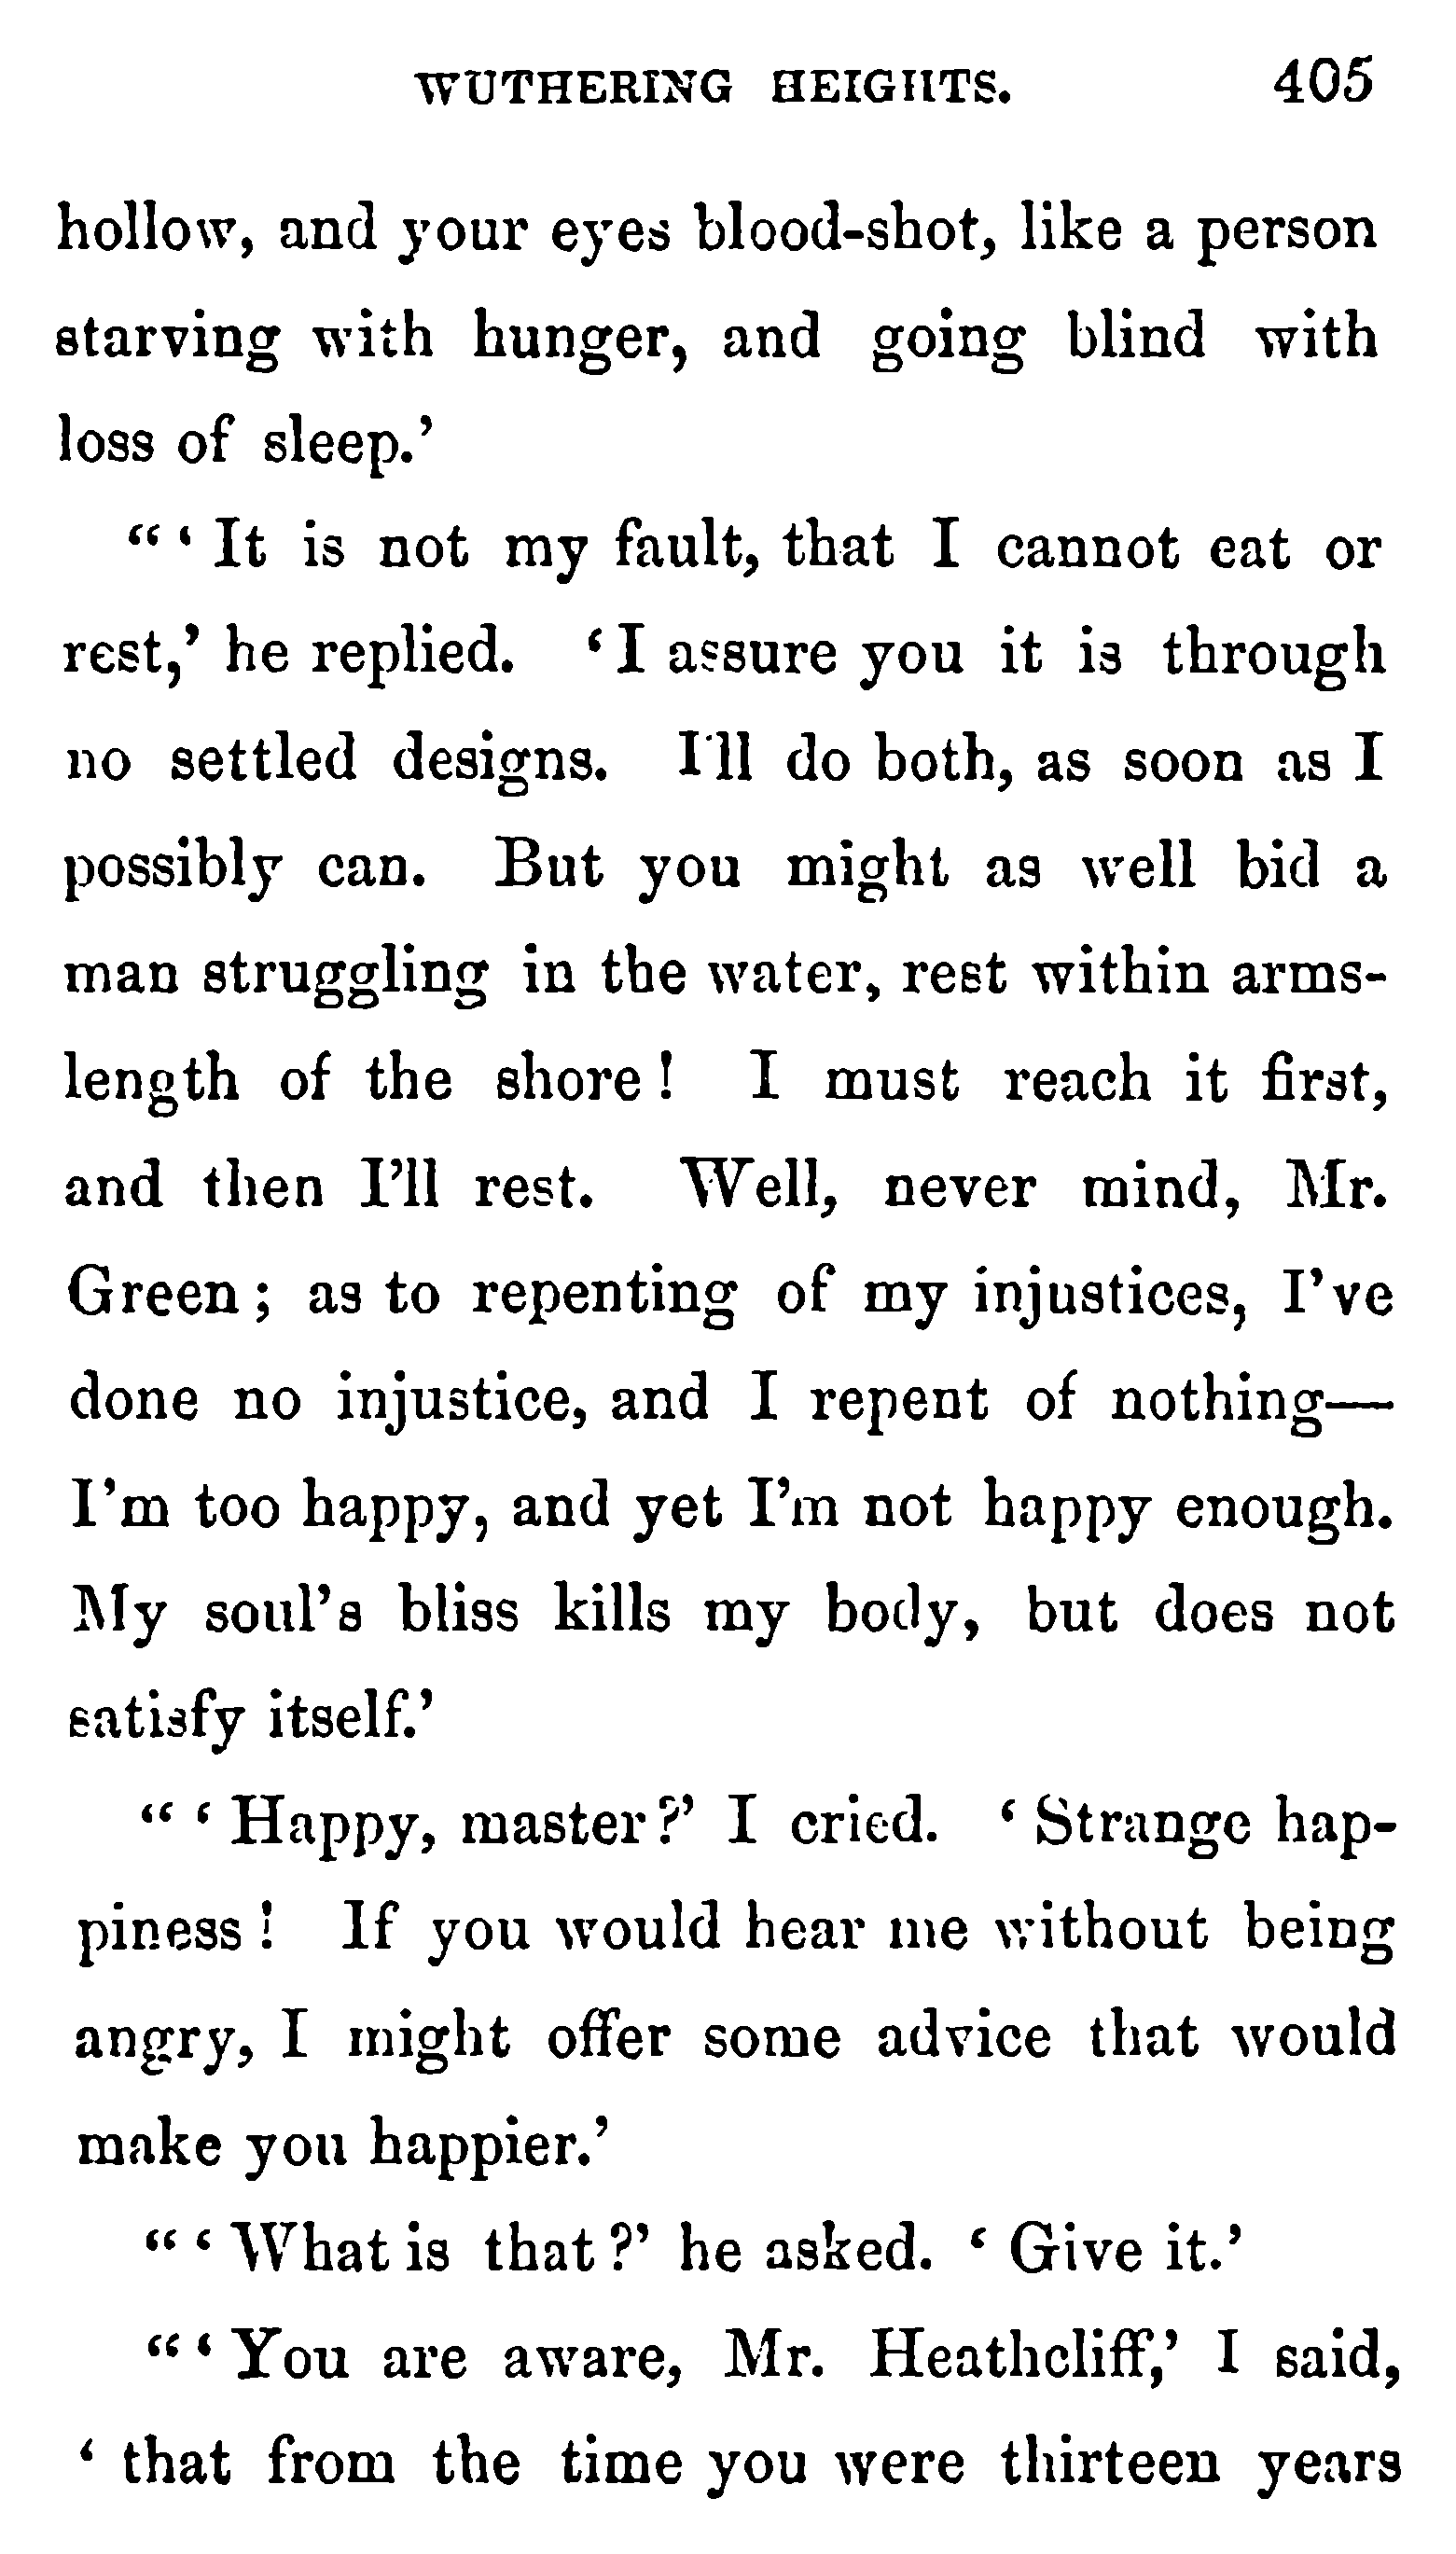 WUTHERING HEIGHTS. 405
hollow, and your eyes blood-shot, like a person
starving with hunger, and going blind with
loss of sleep.’
“ ‘ It is not my fault, that I cannot eat or
rest,’ he replied. ‘ I assure you it is through
no settled designs. I'll do both, as soon as I
possibly can. But you might as well bid a
man struggling in the water, rest within arms-
length of the shore ! I must reach it first,
and then I’ll rest. Well, never mind, Mr.
Green ; as to repenting of my injustices, I’ve
done no injustice, and I repent of nothing—
I’m too happy, and yet I’m not happy enough.
My soul’s bliss kills my body, but does not
satisfy itself.’
“ ‘ Happy, master ?’ I cried. ‘ Strange hap-
piness ! If you would hear me without being
angry, I might offer some advice that would
make you happier.’
“ ‘ What is that ?’ he asked. ‘ Give it.’
“ ‘ You are aware, Mr. Heathcliff,’ I said,
‘ that from the time you were thirteen years